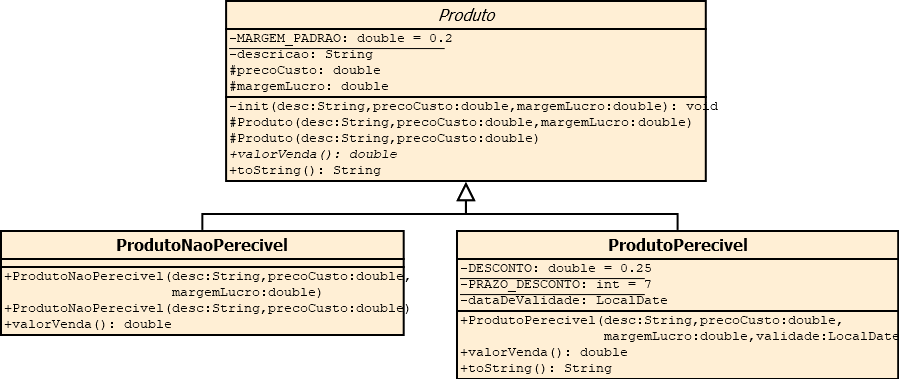 Produto
-MARGEM_PADRAO: double = 0.2
-descricao: String
#precoCusto: double
#margemLucro: double
-init(desc:String,precoCusto:double,margemLucro:double): void
#Produto(desc:String,precoCusto:double,margemLucro:double)
#Produto(desc:String,precoCusto:double)
+valorVenda(): double
+toString(): String
ProdutoNaoPerecivel
+ProdutoNaoPerecivel(desc:String,precoCusto:double,
margemLucro:double)
+ProdutoNaoPerecivel(desc:String,precoCusto:double)
+valorVenda(): double
ProdutoPerecivel
-DESCONTO: double = 0.25
-PRAZO_DESCONTO: int = 7
-dataDeValidade: LocalDate
+ProdutoPerecivel(desc:String,precoCusto:double,
margemLucro:double,validade:LocalDate
+valorVenda(): double
+toString(): String